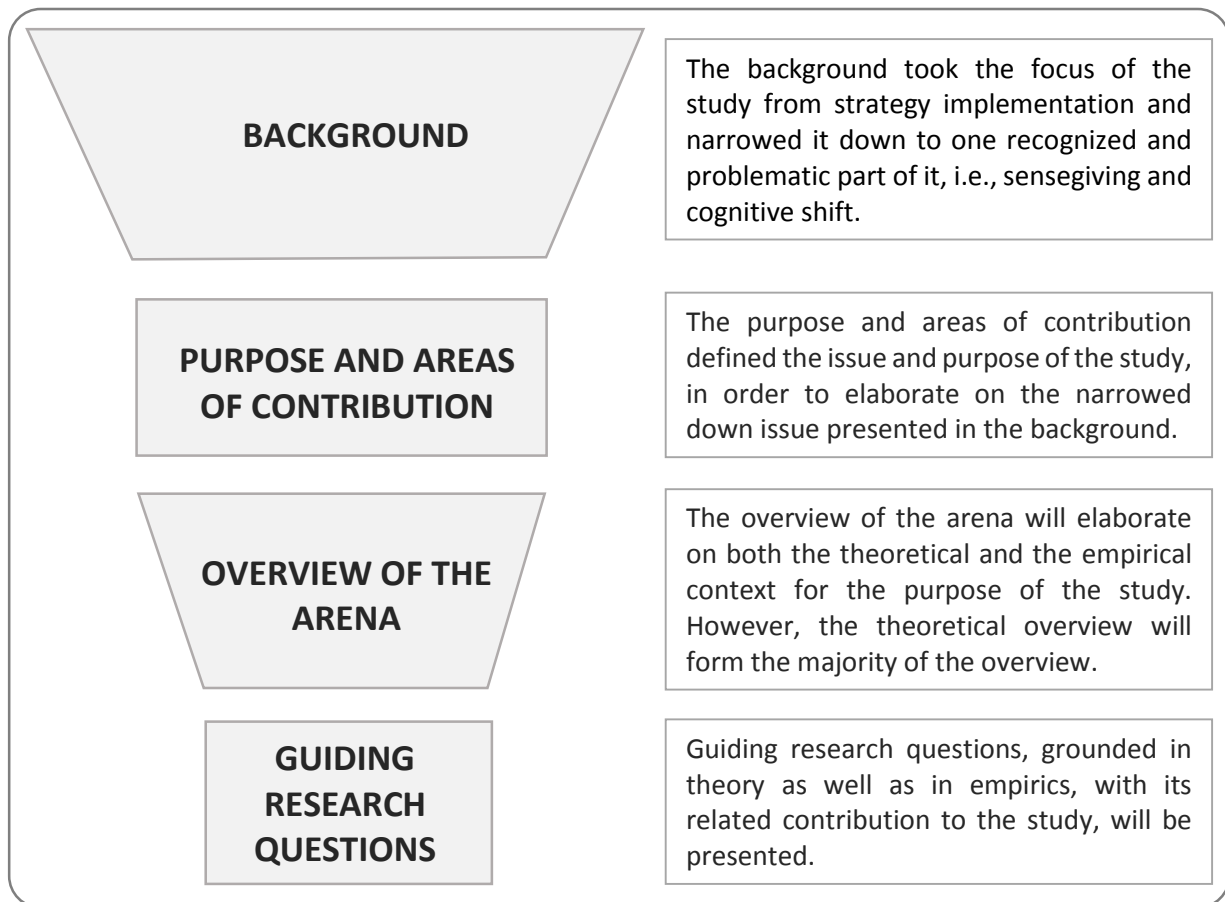 BACKGROUND
The background took the focus of the
study from strategy implementation and
narrowed it down to one recognized and
problematic part of it, i.e., sensegiving and
cognitive shift.
PURPOSE AND AREAS
OF CONTRIBUTION
The purpose and areas of contribution
defined the issue and purpose of the study,
in order to elaborate on the narrowed
down issue presented in the background.
OVERVIEW OF THE
ARENA
The overview of the arena will elaborate
on both the theoretical and the empirical
context for the purpose of the study.
However, the theoretical overview will
form the majority of the overview.
GUIDING
RESEARCH
QUESTIONS
Guiding research questions, grounded in
theory as well as in empirics, with its
related contribution to the study, will be
presented.